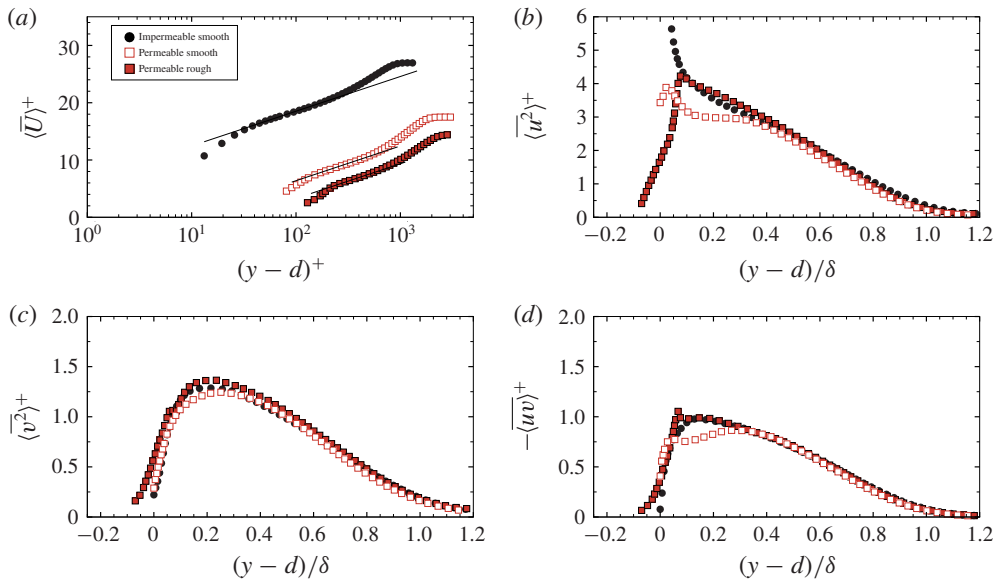 (a)
30
20
10
0
⟨U̅⟩⁺
Impermeable smooth
Permeable smooth
Permeable rough
10⁰ 10¹ 10² 10³
(y − d)⁺
(b)
6
5
4
3
2
1
0
⟨u̅²⟩⁺
−0.2 0 0.2 0.4 0.6 0.8 1.0 1.2
(y − d)/δ
(c)
2.0
1.5
1.0
0.5
0
⟨v̅²⟩⁺
−0.2 0 0.2 0.4 0.6 0.8 1.0 1.2
(y − d)/δ
(d)
2.0
1.5
1.0
0.5
0
−⟨u̅v̅⟩⁺
−0.2 0 0.2 0.4 0.6 0.8 1.0 1.2
(y − d)/δ